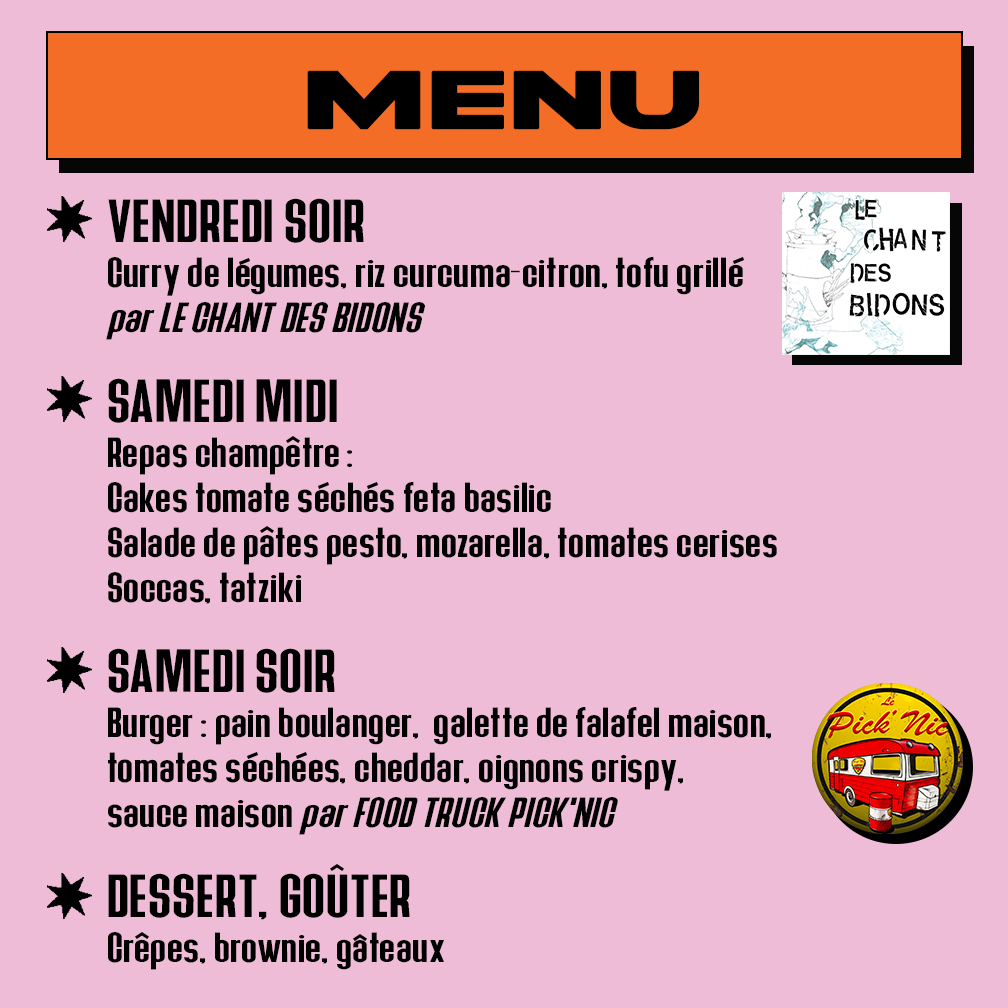 MENU
VENDREDI SOIR
Curry de légumes, riz curcuma-citron, tofu grillé
par LE CHANT DES BIDONS
LE
CHANT
DES
BIDONS
SAMEDI MIDI
Repas champêtre :
Cakes tomate séchés feta basilic
Salade de pâtes pesto, mozarella, tomates cerises
Soccas, tatziki
SAMEDI SOIR
Burger : pain boulanger, galette de falafel maison,
tomates séchées, cheddar, oignons crispy,
sauce maison par FOOD TRUCK PICK'NIC
Le
Pick'Nic
DESSERT, GOÛTER
Crêpes, brownie, gâteaux